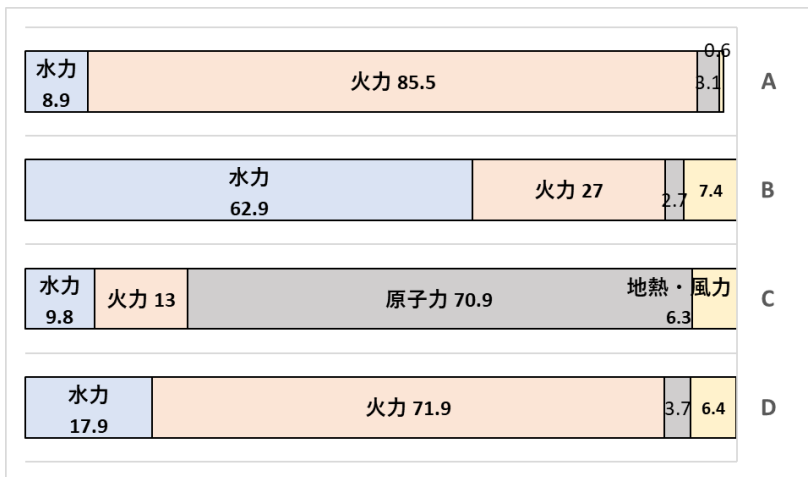 水力
8.9
火力 85.5
3.1
0.6
A
水力
62.9
火力 27
2.7
7.4
B
水力
9.8
火力 13
原子力 70.9
地熱・風力
6.3
C
水力
17.9
火力 71.9
3.7
6.4
D